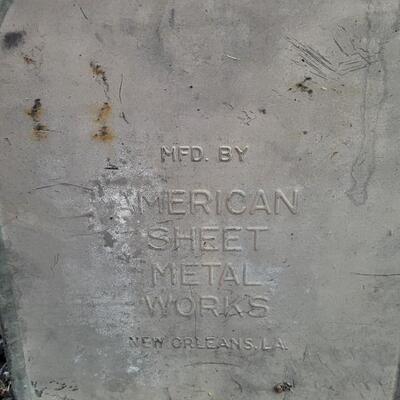 MFD. BY
AMERICAN
SHEET
METAL
WORKS
NEW ORLEANS, LA.